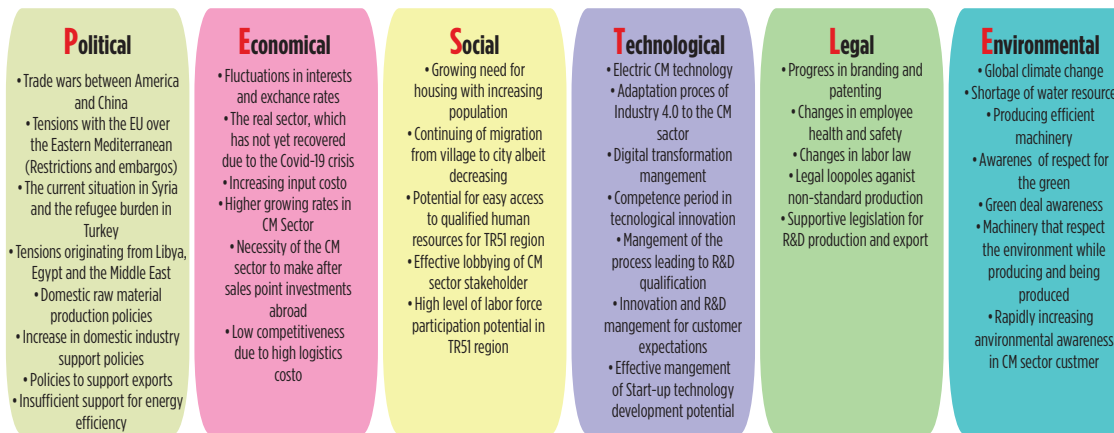 Political
• Trade wars between America
and China
• Tensions with the EU over
the Eastern Mediterranean
(Restrictions and embargos)
• The current situation in Syria
and the refugee burden in
Turkey
• Tensions originating from Libya,
Egypt and the Middle East
• Domestic raw material
production policies
• Increase in domestic industry
support policies
• Policies to support exports
• Insufficient support for energy
efficiency
Economical
• Fluctuations in interests
and exchange rates
• The real sector, which
has not yet recovered
due to the Covid-19 crisis
• Increasing input costo
• Higher growing rates in
CM Sector
• Necessity of the CM
sector to make after
sales point investments
abroad
• Low competitiveness
due to high logistics
costo
Social
• Growing need for
housing with increasing
population
• Continuing of migration
from village to city albeit
decreasing
• Potential for easy access
to qualified human
resources for TR51 region
• Effective lobbying of CM
sector stakeholder
• High level of labor force
participation potential in
TR51 region
Technological
• Electric CM technology
• Adaptation proces of
Industry 4.0 to the CM
sactor
• Digital transformation
mangement
• Competence period in
tecnological innovation
• Mangement of the
process leading to R&D
qualification
• Innovation and R&D
mangement for customer
expectations
• Effective mangement
of Start-up technology
development potential
Legal
• Progress in branding and
patenting
• Changes in employee
health and safety
• Changes in labor law
• Legal loopoles aganist
non-standard production
• Supportive legislation for
R&D production and export
Environmental
• Global climate change
• Shortage of water resource
• Producing efficient
machinery
• Awarenes of respect for
the green
• Green deal awareness
• Machinery that respect
the environment while
producing and being
produced
• Rapidly increasing
anvironmental awareness
in CM sector custmer